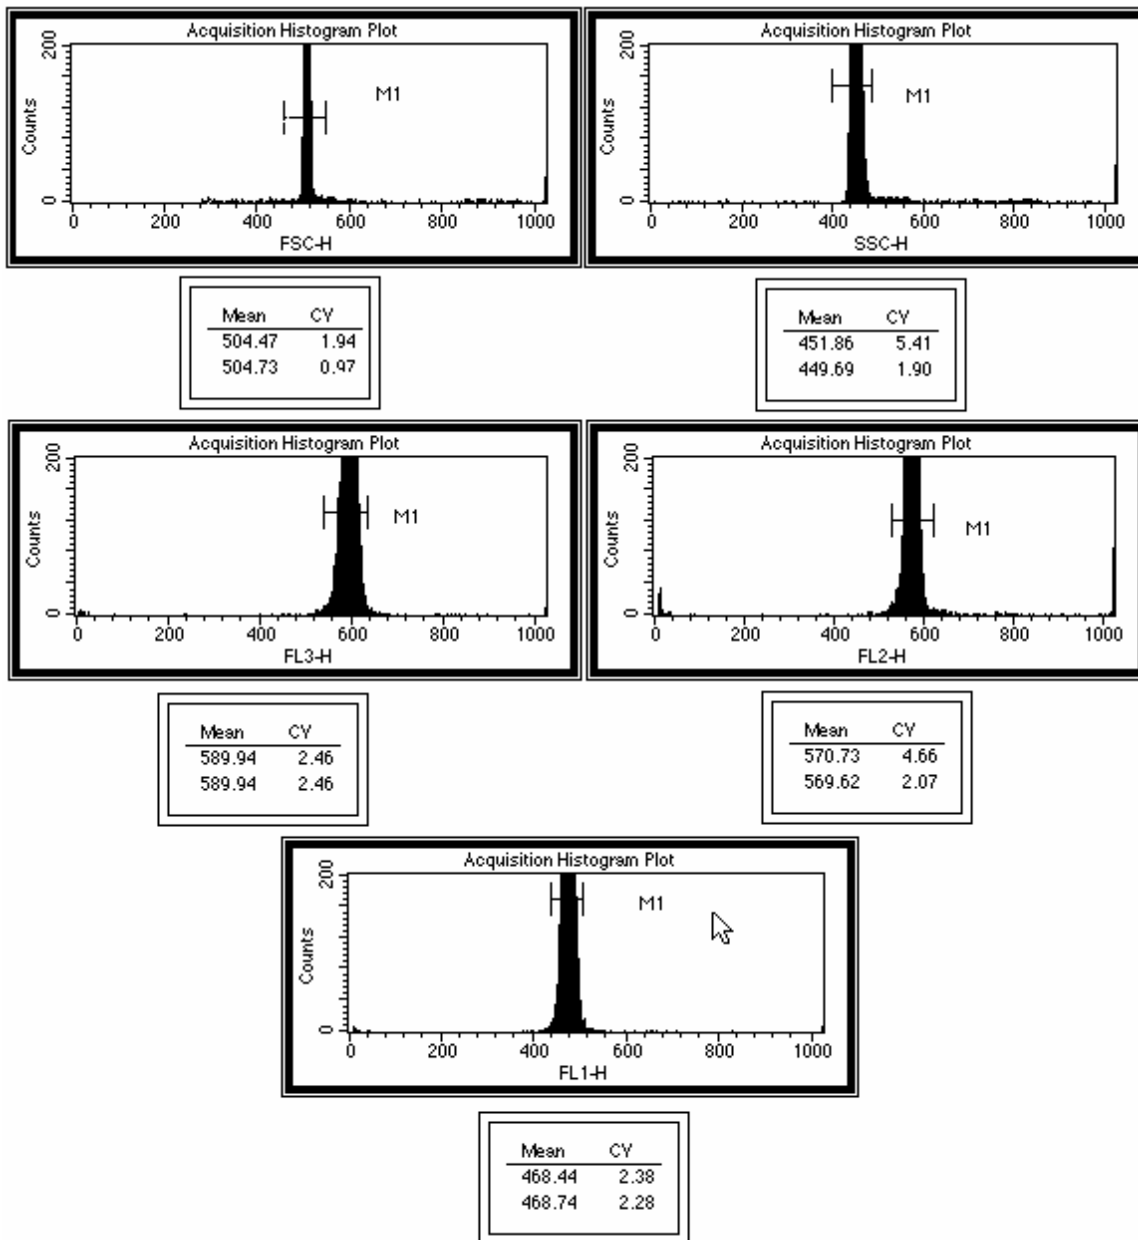 Acquisition Histogram Plot
200
Counts
0
M1
0 200 400 600 800 1000
FSC-H
Mean CV
504.47 1.94
504.73 0.97
Acquisition Histogram Plot
200
Counts
0
M1
0 200 400 600 800 1000
SSC-H
Mean CV
451.86 5.41
449.69 1.90
Acquisition Histogram Plot
200
Counts
0
M1
0 200 400 600 800 1000
FL3-H
Mean CV
589.94 2.46
589.94 2.46
Acquisition Histogram Plot
200
Counts
0
M1
0 200 400 600 800 1000
FL2-H
Mean CV
570.73 4.66
569.62 2.07
Acquisition Histogram Plot
200
Counts
0
M1
0 200 400 600 800 1000
FL1-H
Mean CV
468.44 2.38
468.74 2.28